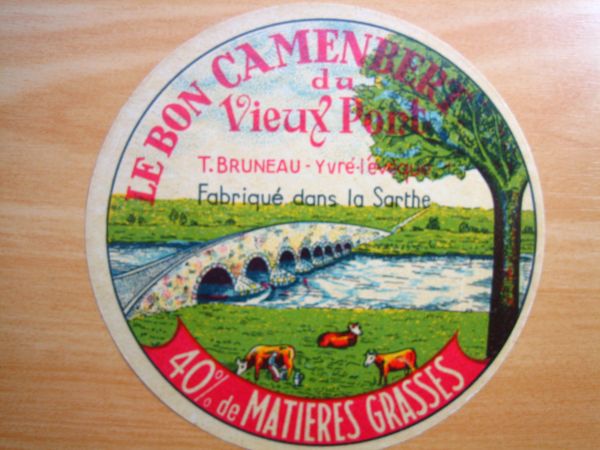 LE BON CAMENBERT
du
Vieux Pont
T. BRUNEAU - Yvré-l'évêque
Fabriqué dans la Sarthe
40% de MATIERES GRASSES